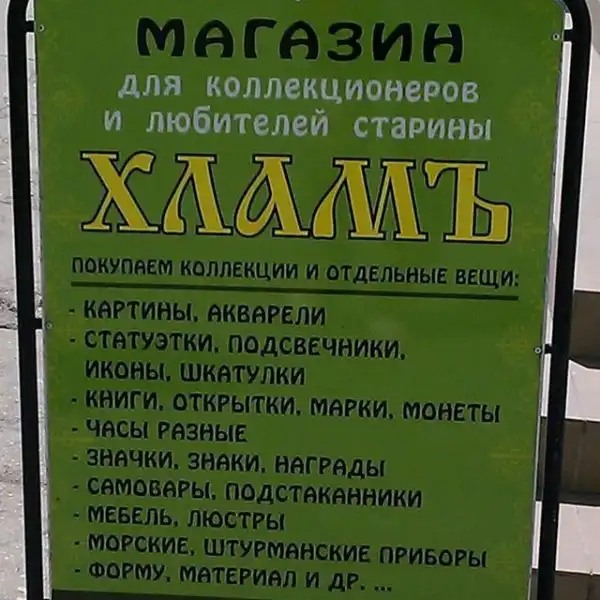 МАГАЗИН
ДЛЯ КОЛЛЕКЦИОНЕРОВ
И ЛЮБИТЕЛЕЙ СТАРИНЫ
ХЛАМЪ
ПОКУПАЕМ КОЛЛЕКЦИИ И ОТДЕЛЬНЫЕ ВЕЩИ:
- КАРТИНЫ, АКВАРЕЛИ
- СТАТУЭТКИ, ПОДСВЕЧНИКИ,
ИКОНЫ, ШКАТУЛКИ
- КНИГИ, ОТКРЫТКИ, МАРКИ, МОНЕТЫ
- ЧАСЫ РАЗНЫЕ
- ЗНАЧКИ, ЗНАКИ, НАГРАДЫ
- САМОВАРЫ, ПОДСТАКАННИКИ
- МЕБЕЛЬ, ЛЮСТРЫ
- МОРСКИЕ, ШТУРМАНСКИЕ ПРИБОРЫ
- ФОРМУ, МАТЕРИАЛ И ДР. ...